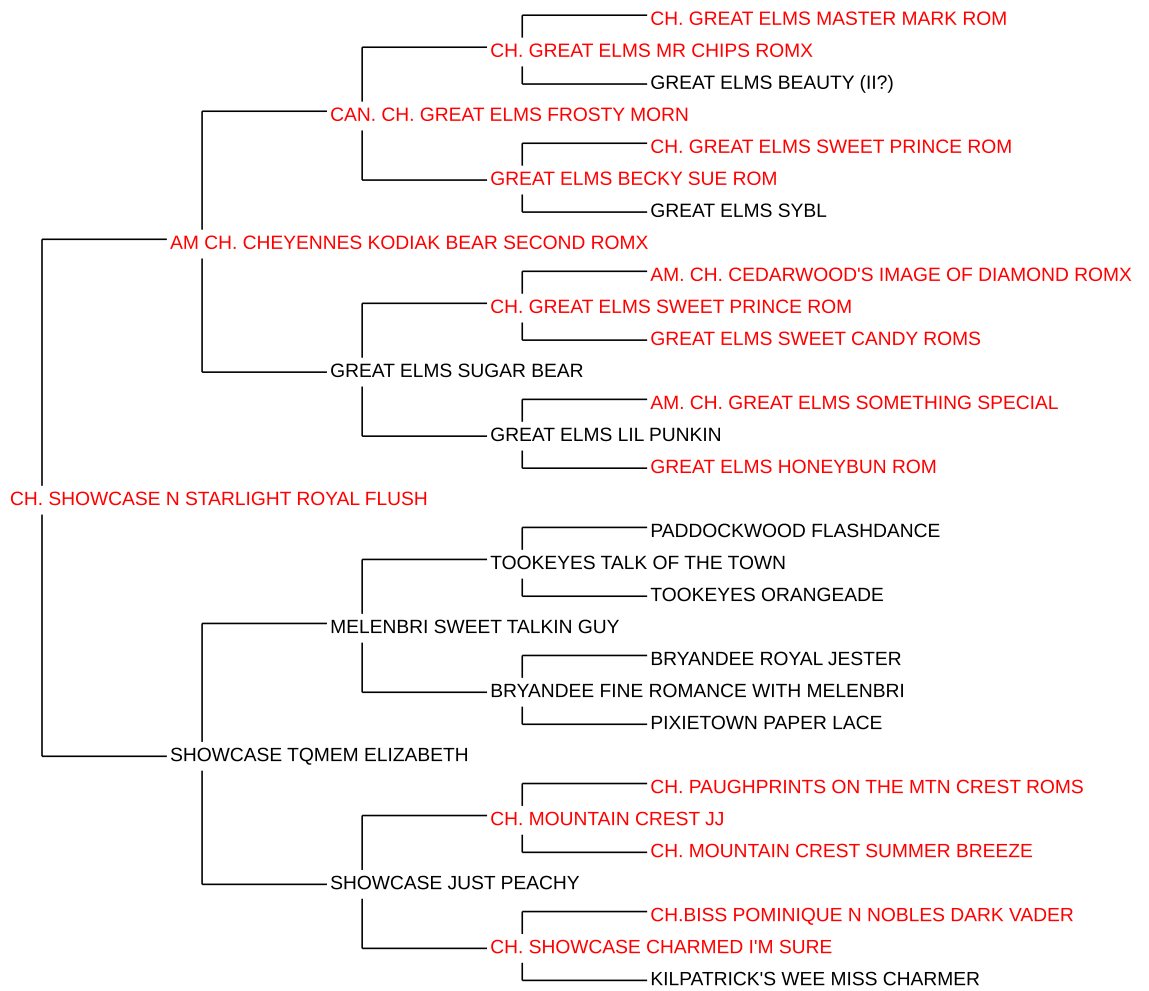 CH. GREAT ELMS MASTER MARK ROM
CH. GREAT ELMS MR CHIPS ROMX
GREAT ELMS BEAUTY (II?)
CAN. CH. GREAT ELMS FROSTY MORN
CH. GREAT ELMS SWEET PRINCE ROM
GREAT ELMS BECKY SUE ROM
GREAT ELMS SYBL
AM CH. CHEYENNES KODIAK BEAR SECOND ROMX
AM. CH. CEDARWOOD'S IMAGE OF DIAMOND ROMX
CH. GREAT ELMS SWEET PRINCE ROM
GREAT ELMS SWEET CANDY ROMS
GREAT ELMS SUGAR BEAR
AM. CH. GREAT ELMS SOMETHING SPECIAL
GREAT ELMS LIL PUNKIN
GREAT ELMS HONEYBUN ROM
CH. SHOWCASE N STARLIGHT ROYAL FLUSH
PADDOCKWOOD FLASHDANCE
TOOKEYES TALK OF THE TOWN
TOOKEYES ORANGEADE
MELENBRI SWEET TALKIN GUY
BRYANDEE ROYAL JESTER
BRYANDEE FINE ROMANCE WITH MELENBRI
PIXIETOWN PAPER LACE
SHOWCASE TQMEM ELIZABETH
CH. PAUGHPRINTS ON THE MTN CREST ROMS
CH. MOUNTAIN CREST JJ
CH. MOUNTAIN CREST SUMMER BREEZE
SHOWCASE JUST PEACHY
CH.BISS POMINIQUE N NOBLES DARK VADER
CH. SHOWCASE CHARMED I'M SURE
KILPATRICK'S WEE MISS CHARMER